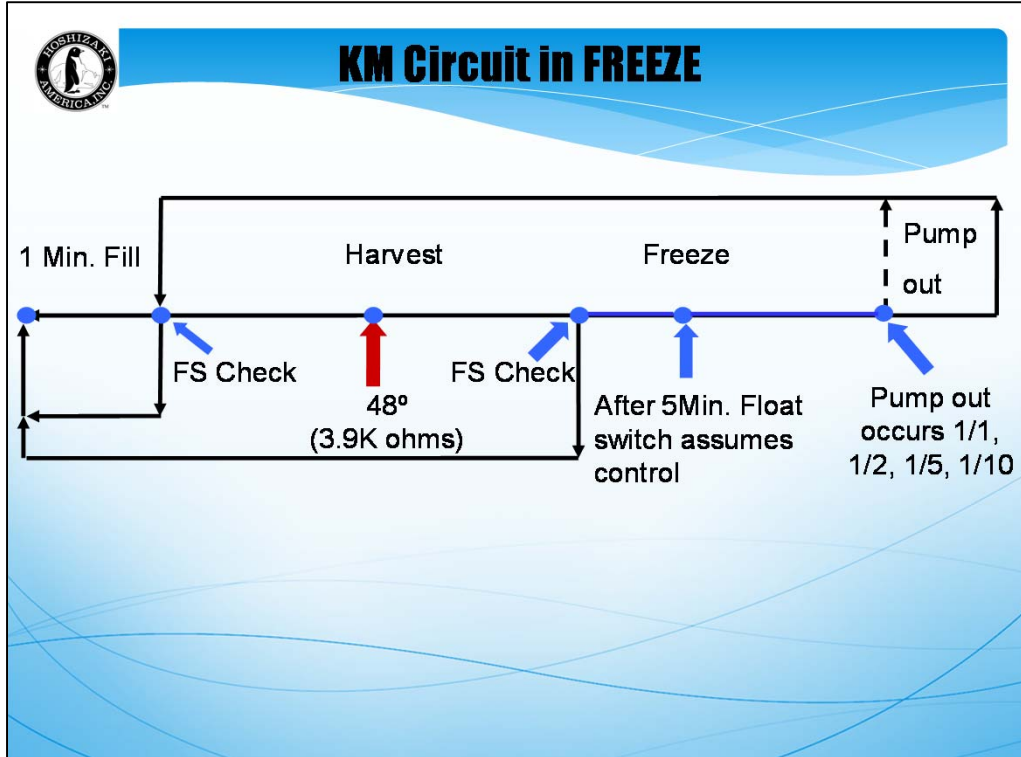 HOSHIZAKI
AMERICA, INC.
TM
KM Circuit in FREEZE
1 Min. Fill
Harvest
Freeze
Pump
out
FS Check
48º
(3.9K ohms)
FS Check
After 5Min. Float
switch assumes
control
Pump out
occurs 1/1,
1/2, 1/5, 1/10